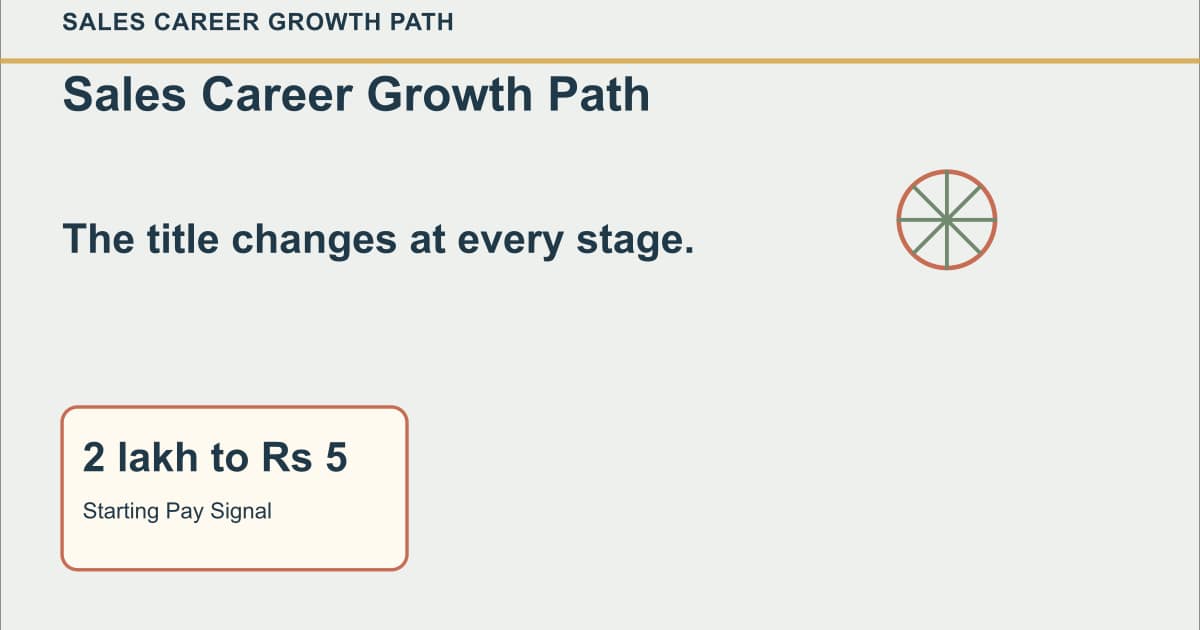 SALES CAREER GROWTH PATH
Sales Career Growth Path
The title changes at every stage.
2 lakh to Rs 5
Starting Pay Signal